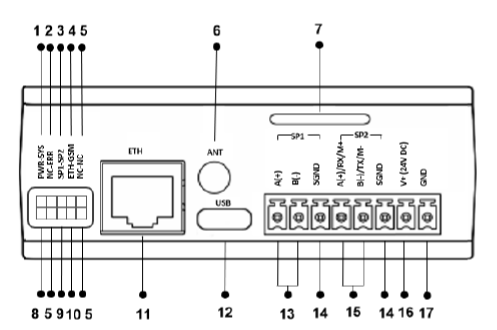 1 2 3 4 5 6 7
PWR-SYS
NC-ERR
SP1-SP2
ETH-GSM
NC-NC
ETH
ANT
USB
SP1 SP2
A(+)
B(-)
SGND
A(+)/RX/M+
B(-)/TX/M-
SGND
V+ (24V DC)
GND
8 5 9 10 5 11 12 13 14 15 14 16 17